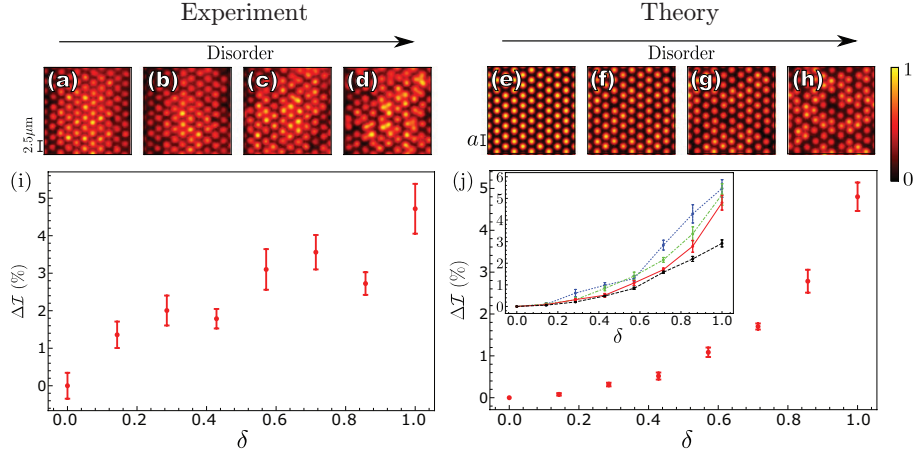 Experiment
Theory
Disorder
Disorder
(a) (b) (c) (d)
(e) (f) (g) (h)
2.5μm
a
1
0
(i)
ΔI (%)
5
4
3
2
1
0
0.0 0.2 0.4 0.6 0.8 1.0
δ
(j)
ΔI (%)
5
4
3
2
1
0
0.0 0.2 0.4 0.6 0.8 1.0
δ
6
5
4
3
2
1
0
0.0 0.2 0.4 0.6 0.8 1.0
δ